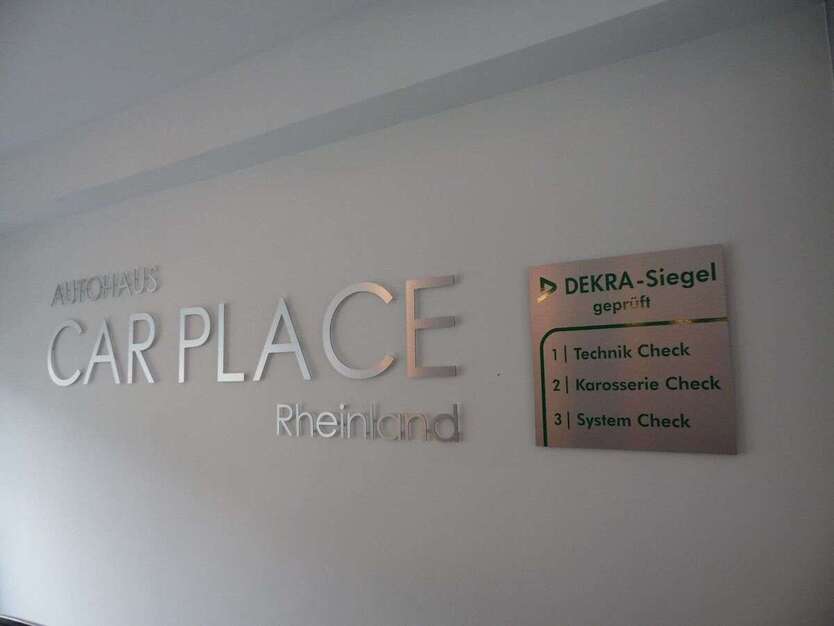 AUTOHAUS
CAR PLACE
Rheinland
DEKRA-Siegel
geprüft
1 | Technik Check
2 | Karosserie Check
3 | System Check